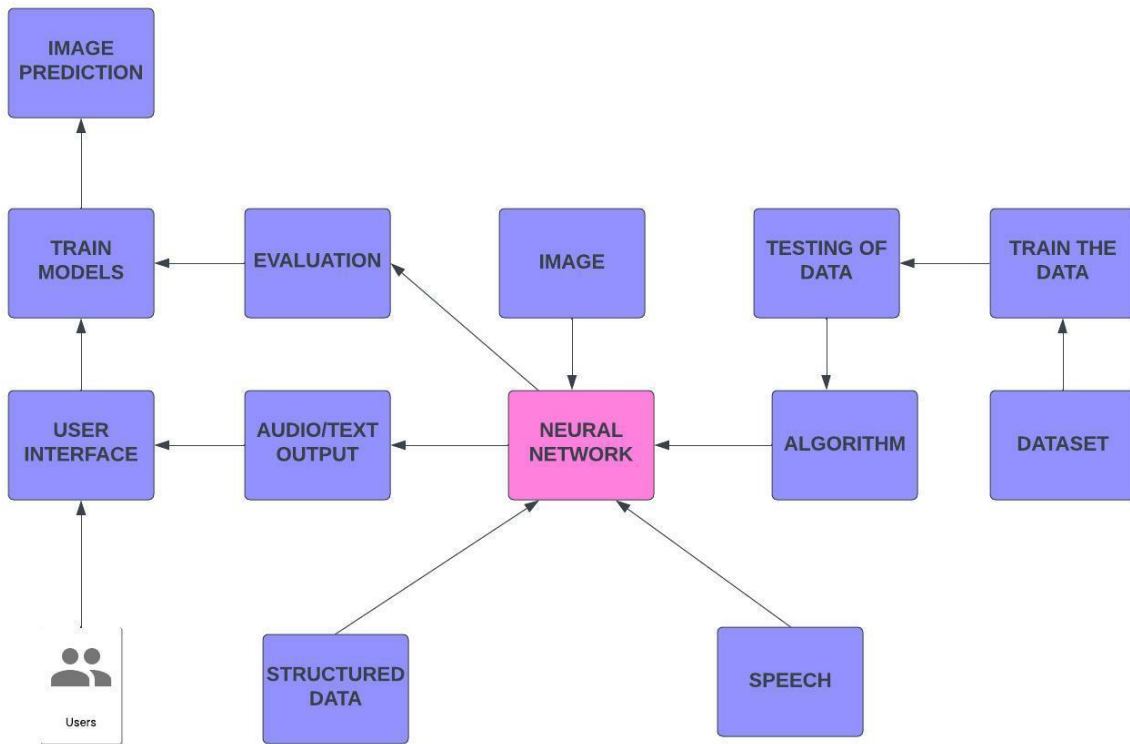 IMAGE
PREDICTION
TRAIN
MODELS
EVALUATION
IMAGE
TESTING OF
DATA
TRAIN THE
DATA
USER
INTERFACE
AUDIO/TEXT
OUTPUT
NEURAL
NETWORK
ALGORITHM
DATASET
Users
STRUCTURED
DATA
SPEECH